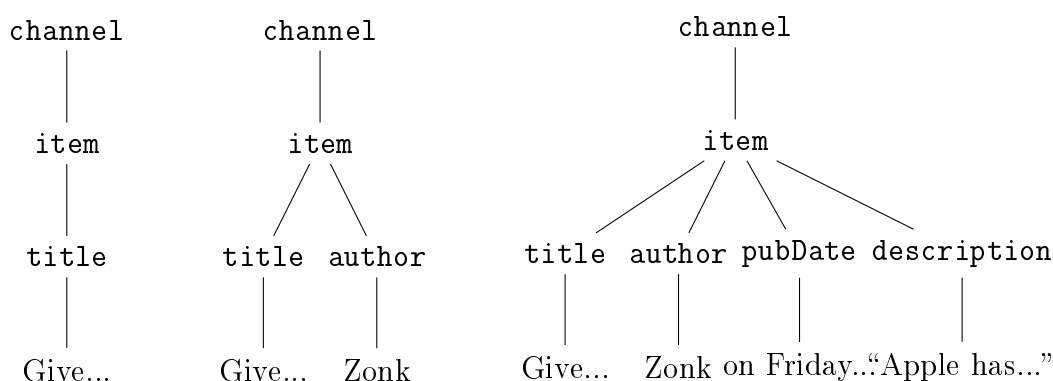 channel channel channel
item item item
title title author title author pubDate description
Give... Give... Zonk Give... Zonk on Friday... “Apple has...”